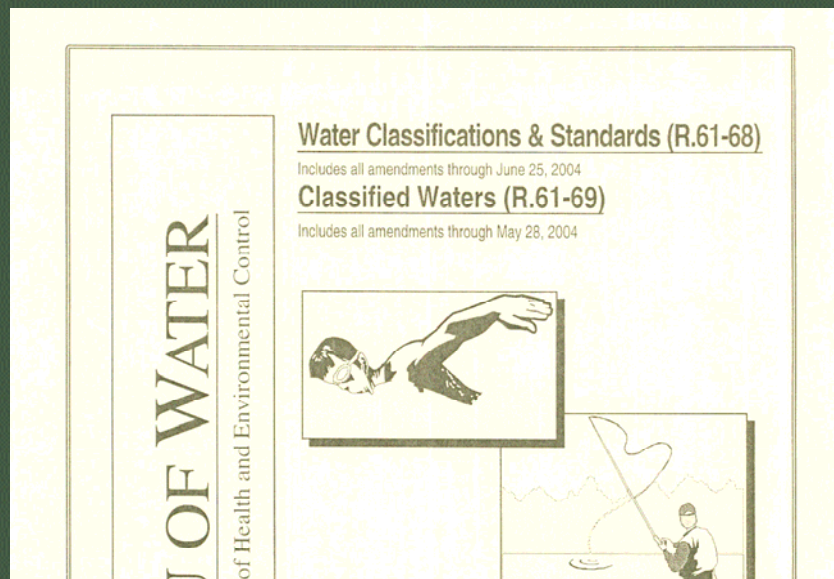 Water Classifications & Standards (R.61-68)
Includes all amendments through June 25, 2004
Classified Waters (R.61-69)
Includes all amendments through May 28, 2004
OF WATER
of Health and Environmental Control